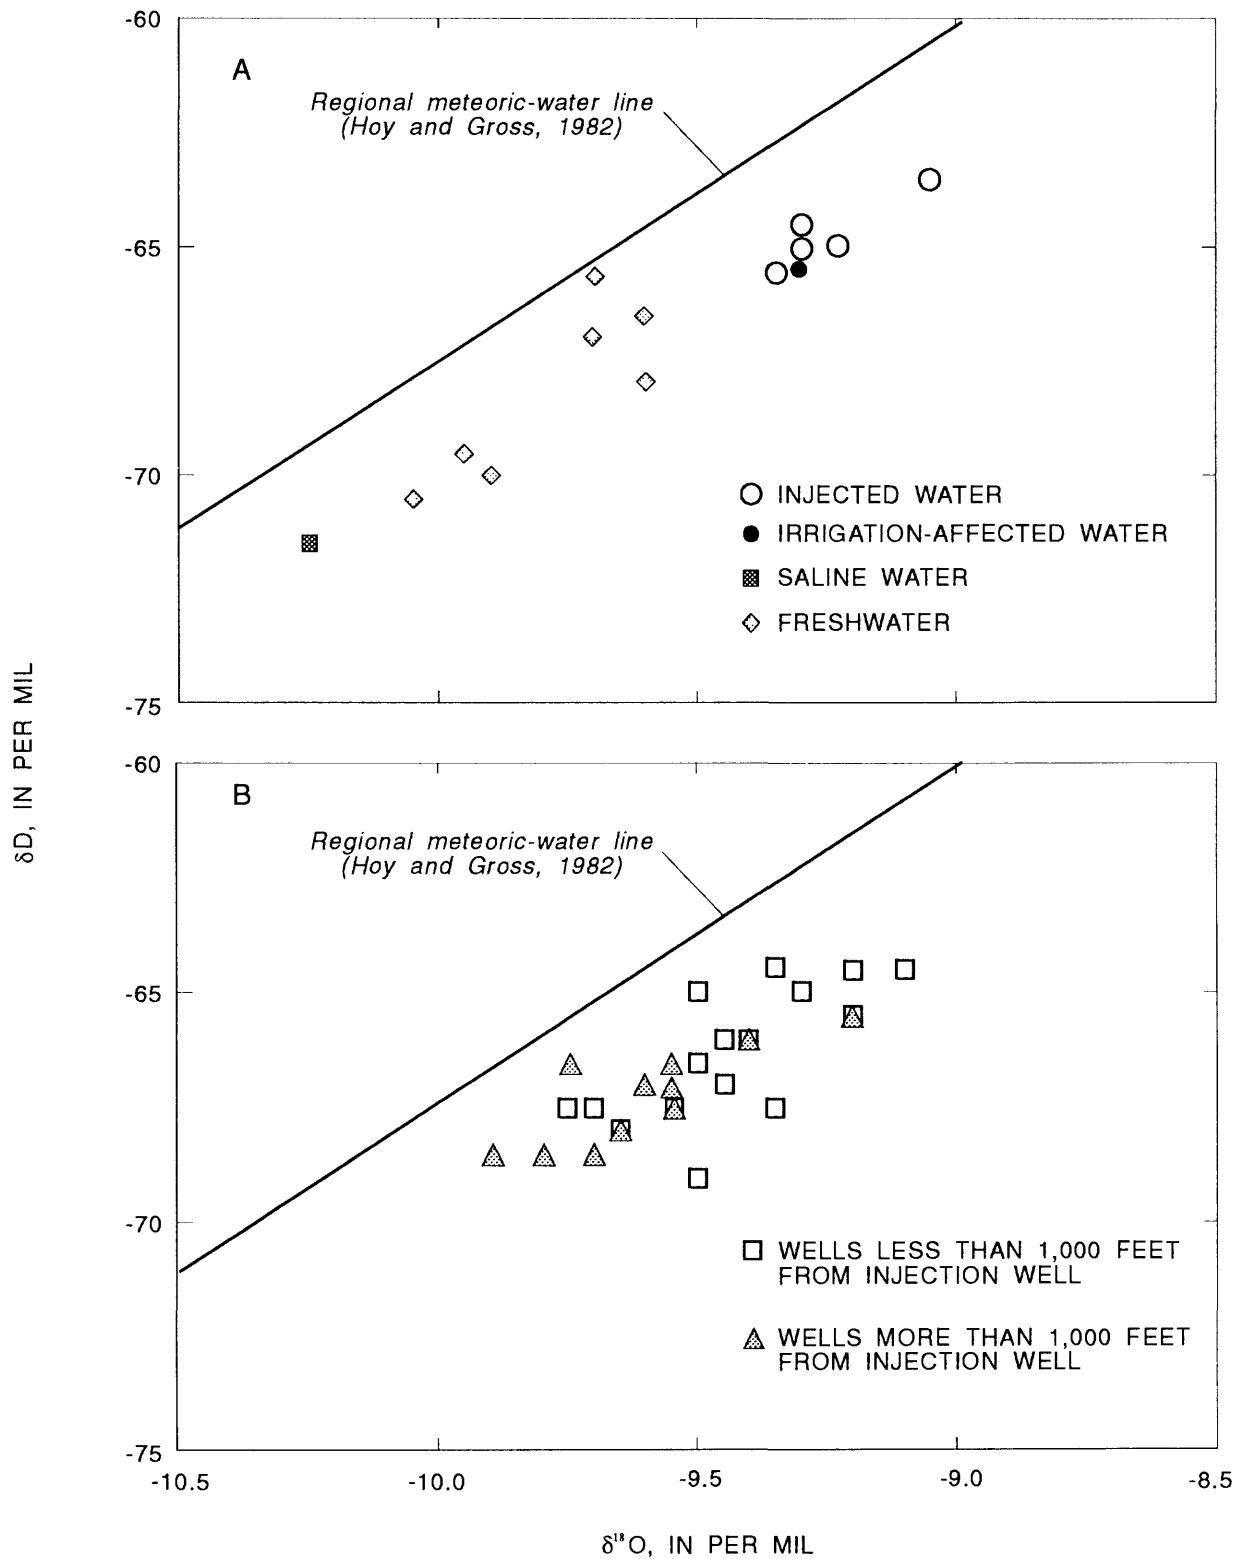 -60
A
Regional meteoric-water line
(Hoy and Gross, 1982)
-65
-70
INJECTED WATER
IRRIGATION-AFFECTED WATER
SALINE WATER
FRESHWATER
-75
δD, IN PER MIL
-60
B
Regional meteoric-water line
(Hoy and Gross, 1982)
-65
-70
WELLS LESS THAN 1,000 FEET
FROM INJECTION WELL
WELLS MORE THAN 1,000 FEET
FROM INJECTION WELL
-75
-10.5 -10.0 -9.5 -9.0 -8.5
δ¹⁸O, IN PER MIL